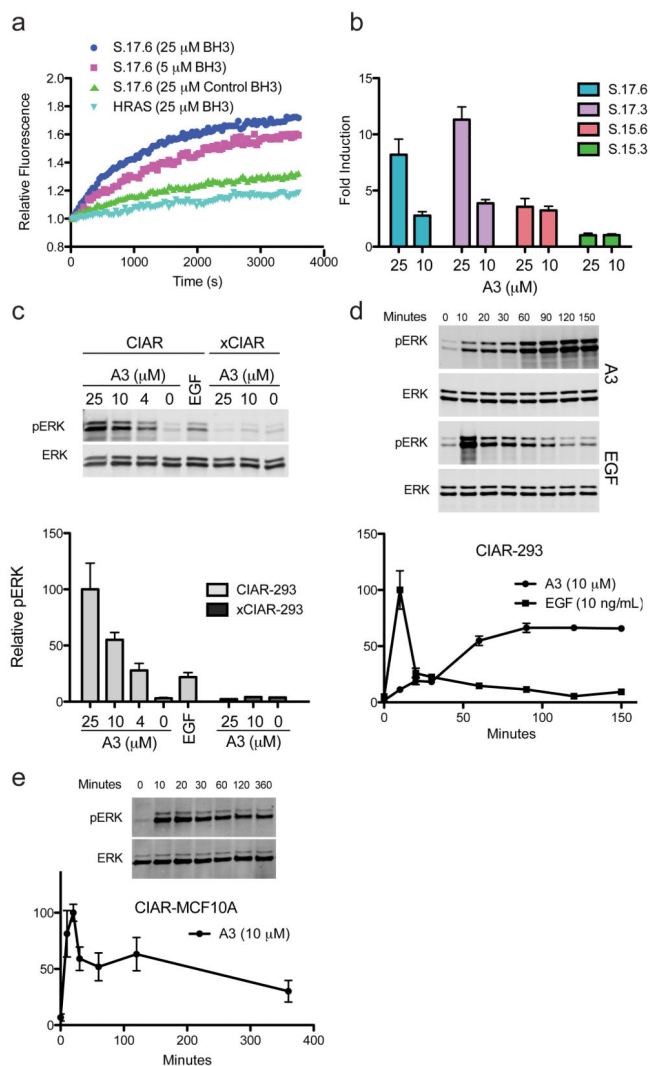 a
S.17.6 (25 μM BH3)
S.17.6 (5 μM BH3)
S.17.6 (25 μM Control BH3)
HRAS (25 μM BH3)
Relative Fluorescence
2.0
1.8
1.6
1.4
1.2
1.0
0.8
0 1000 2000 3000 4000
Time (s)
b
Fold Induction
15
10
5
0
S.17.6
S.17.3
S.15.6
S.15.3
25 10 25 10 25 10 25 10
A3 (μM)
c
CIAR xCIAR
A3 (μM) EGF A3 (μM)
25 10 4 0 25 10 0
pERK
ERK
Relative pERK
150
100
50
0
CIAR-293
xCIAR-293
25 10 4 0 EGF 25 10 0
A3 (μM) A3 (μM)
d
Minutes 0 10 20 30 60 90 120 150
pERK
ERK
A3
pERK
ERK
EGF
CIAR-293
A3 (10 μM)
EGF (10 ng/mL)
150
100
50
0
0 50 100 150
Minutes
e
Minutes 0 10 20 30 60 120 360
pERK
ERK
CIAR-MCF10A
A3 (10 μM)
100
50
0
0 100 200 300 400
Minutes